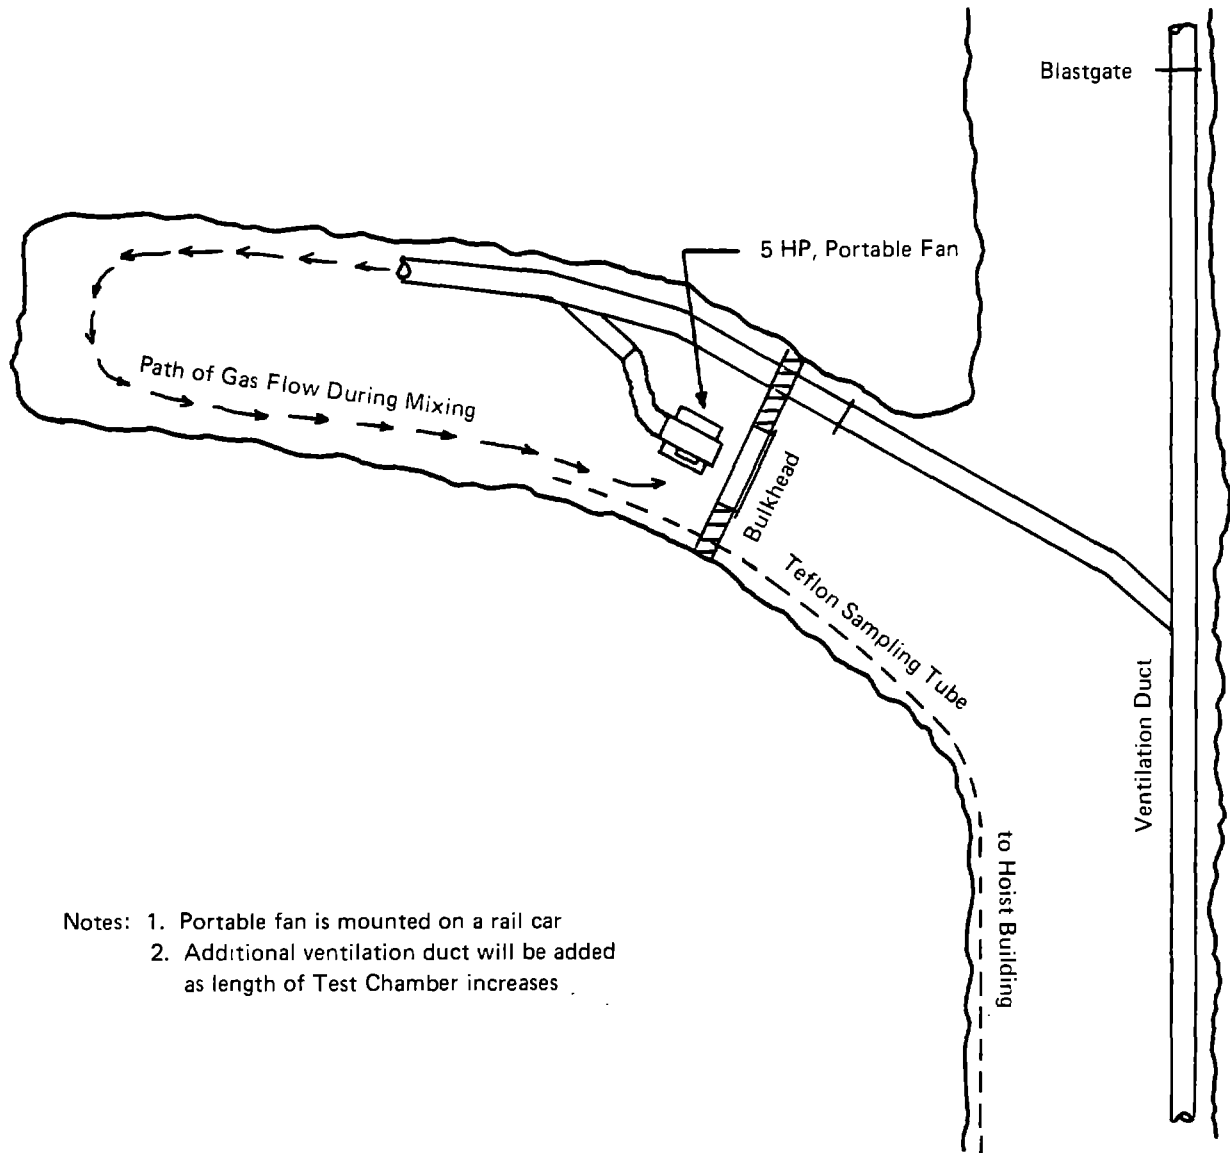 Blastgate
5 HP, Portable Fan
Path of Gas Flow During Mixing
Bulkhead
Teflon Sampling Tube
Ventilation Duct
to Hoist Building
Notes: 1. Portable fan is mounted on a rail car
2. Additional ventilation duct will be added
as length of Test Chamber increases